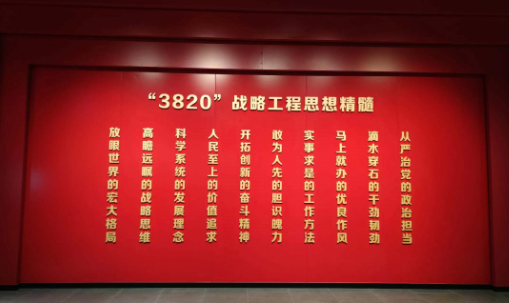 “3820”战略工程思想精髓
放眼世界的宏大格局
高瞻远瞩的战略思维
科学系统的发展理念
人民至上的价值追求
开拓创新的奋斗精神
敢为人先的胆识魄力
实事求是的工作方法
马上就办的优良作风
滴水穿石的干劲韧劲
从严治党的政治担当